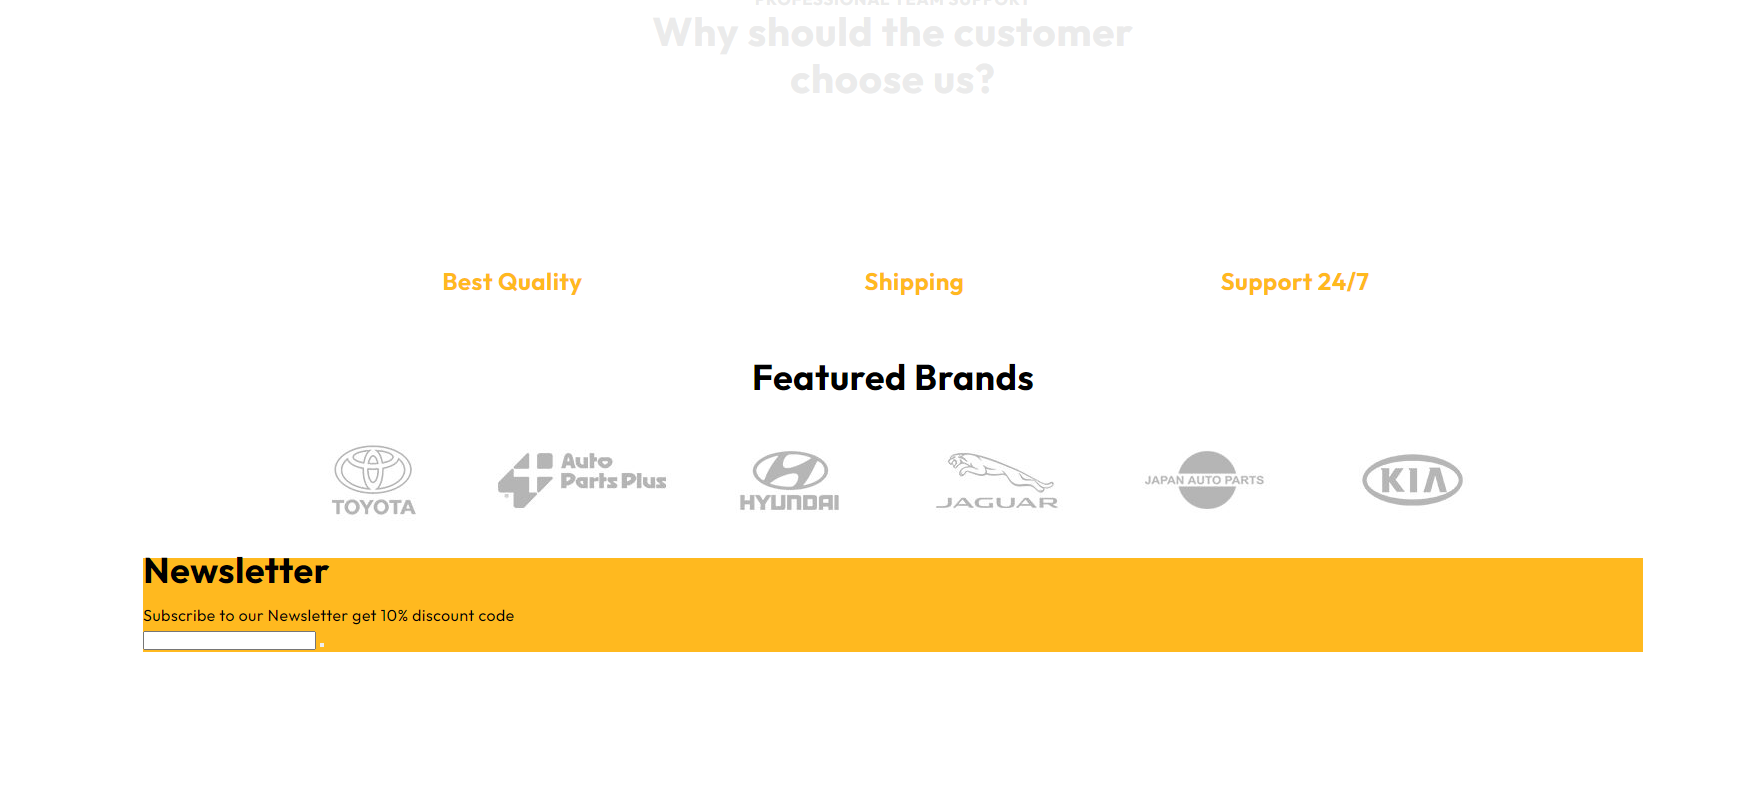 PROFESSIONAL TEAM SUPPORT
Why should the customer
choose us?
Best Quality
Shipping
Support 24/7
Featured Brands
TOYOTA
Auto
Parts Plus
HYUNDAI
JAGUAR
JAPAN AUTO PARTS
KIA
Newsletter
Subscribe to our Newsletter get 10% discount code